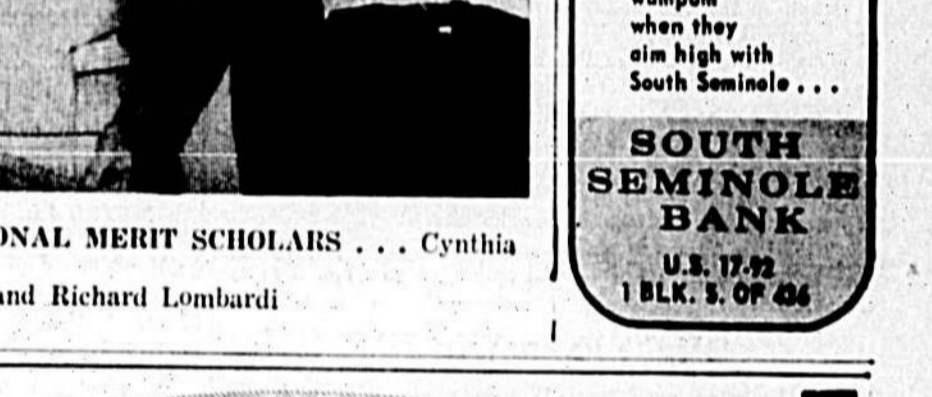 wampum
when they
aim high with
South Seminole . . .
SOUTH
SEMINOLE
BANK
U.S. 17-92
1 BLK. S. OF 436
ONAL MERIT SCHOLARS . . . Cynthia
and Richard Lombardi